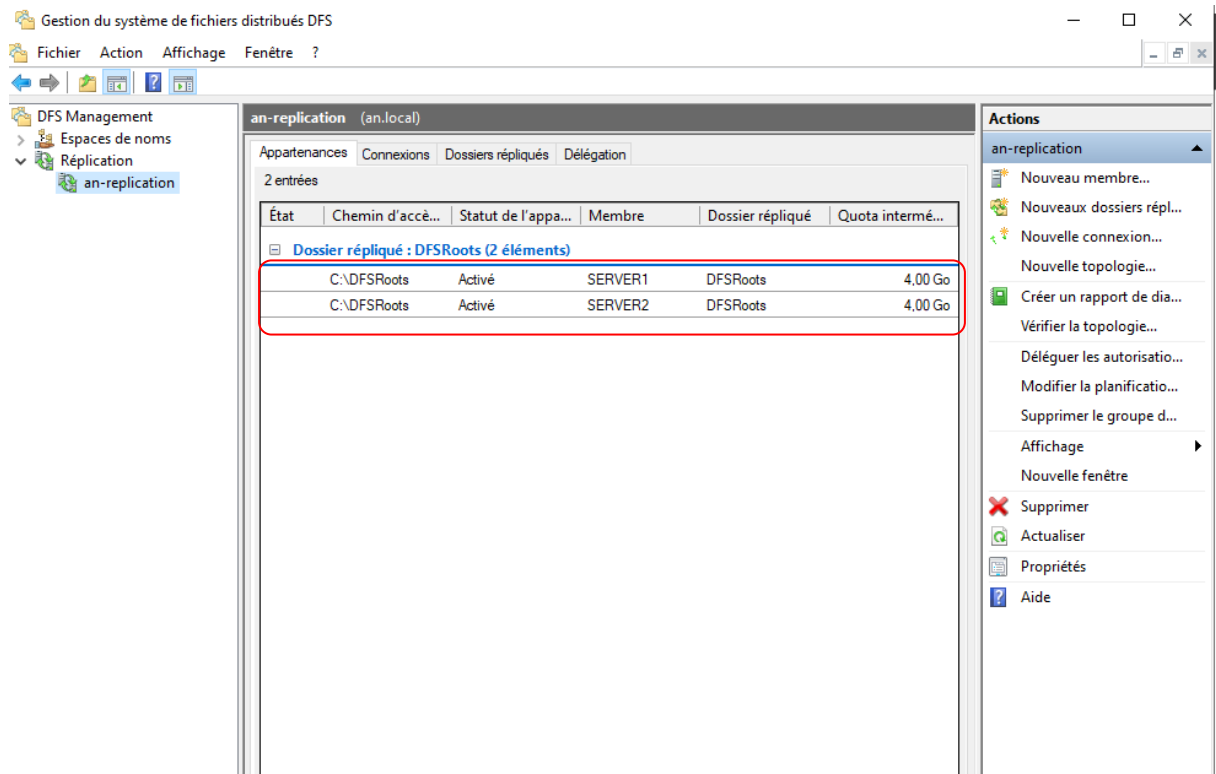 Gestion du système de fichiers distribués DFS
Fichier Action Affichage Fenêtre ?
DFS Management
Espaces de noms
Réplication
an-replication
an-replication (an.local)
Appartenances Connexions Dossiers répliqués Délégation
2 entrées
État Chemin d'accè... Statut de l'appa... Membre Dossier répliqué Quota intermé...
Dossier répliqué : DFSRoots (2 éléments)
C:\DFSRoots Activé SERVER1 DFSRoots 4,00 Go
C:\DFSRoots Activé SERVER2 DFSRoots 4,00 Go
Actions
an-replication
Nouveau membre...
Nouveaux dossiers répl...
Nouvelle connexion...
Nouvelle topologie...
Créer un rapport de dia...
Vérifier la topologie...
Déléguer les autorisatio...
Modifier la planificatio...
Supprimer le groupe d...
Affichage
Nouvelle fenêtre
Supprimer
Actualiser
Propriétés
Aide